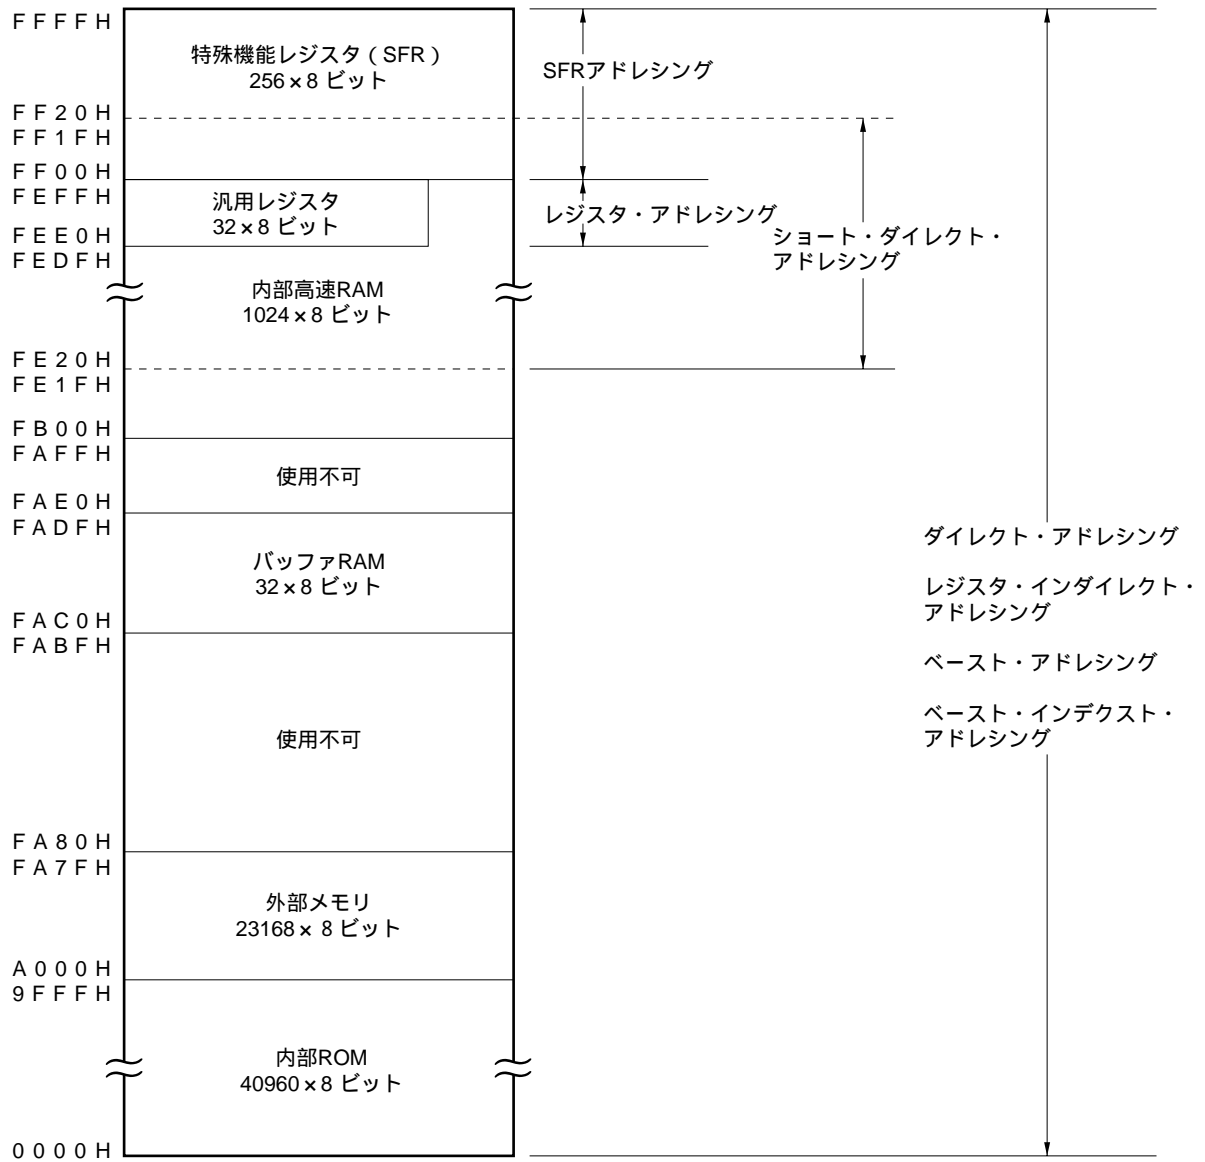 FFFFH
特殊機能レジスタ(SFR)
256×8 ビット
SFRアドレシング
FF20H
FF1FH
FF00H
FEFFH
汎用レジスタ
32×8 ビット
レジスタ・アドレシング
FEE0H
FEDFH
ショート・ダイレクト・
アドレシング
内部高速RAM
1024×8 ビット
FE20H
FE1FH
FB00H
FAFFH
使用不可
FAE0H
FADFH
バッファRAM
32×8 ビット
ダイレクト・アドレシング
レジスタ・インダイレクト・
アドレシング
ベースト・アドレシング
ベースト・インデクスト・
アドレシング
FAC0H
FABFH
使用不可
FA80H
FA7FH
外部メモリ
23168× 8 ビット
A000H
9FFFH
内部ROM
40960×8 ビット
0000H